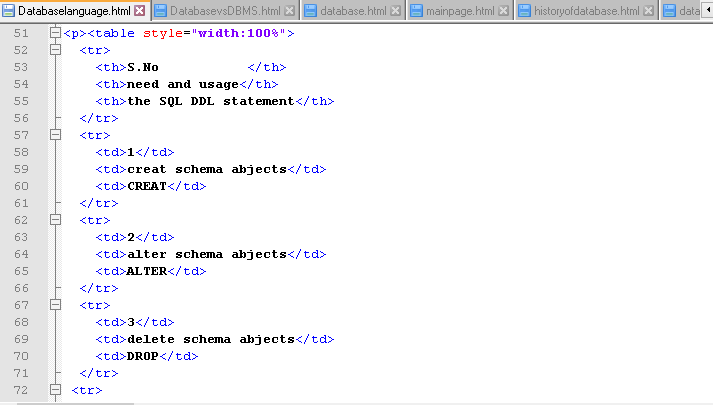 Databaselanguage.html DatabasevsDBMS.html database.html mainpage.html historyofdatabase.html data
51 <p><table style="width:100%">
52 <tr>
53 <th>S.No </th>
54 <th>need and usage</th>
55 <th>the SQL DDL statement</th>
56 </tr>
57 <tr>
58 <td>1</td>
59 <td>creat schema abjects</td>
60 <td>CREAT</td>
61 </tr>
62 <tr>
63 <td>2</td>
64 <td>alter schema abjects</td>
65 <td>ALTER</td>
66 </tr>
67 <tr>
68 <td>3</td>
69 <td>delete schema abjects</td>
70 <td>DROP</td>
71 </tr>
72 <tr>